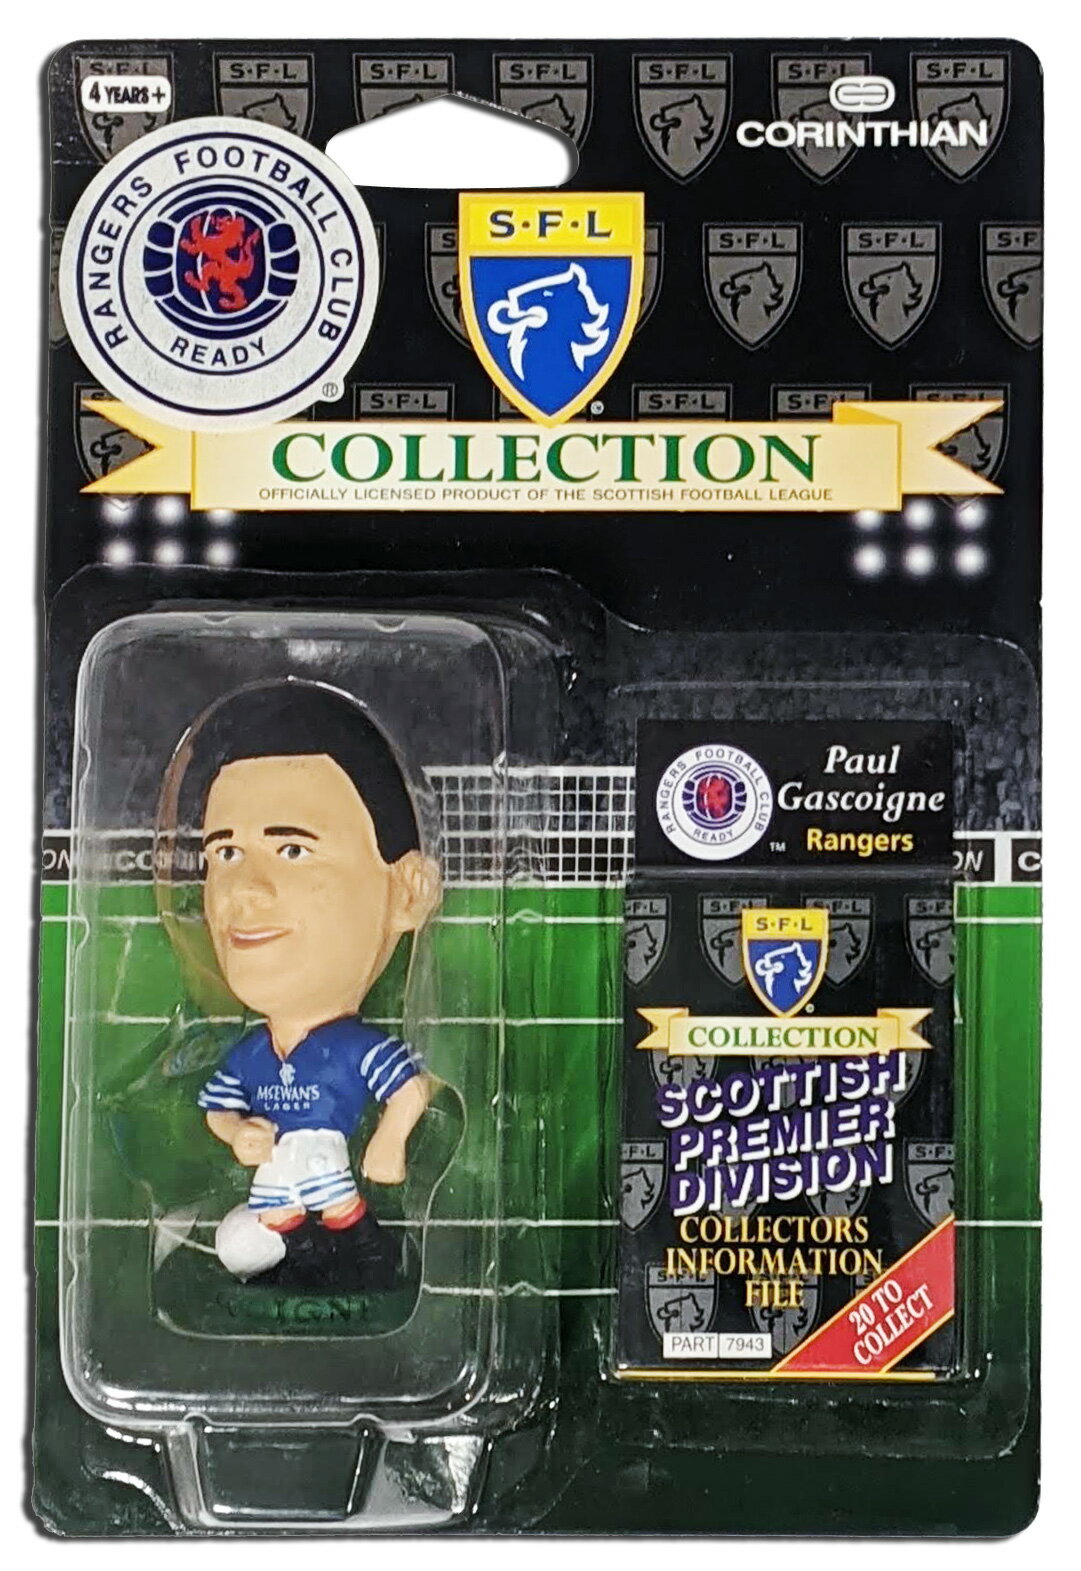 4 YEARS+
CORINTHIAN
RANGERS FOOTBALL CLUB
READY
®
S·F·L
©
COLLECTION
OFFICIALLY LICENSED PRODUCT OF THE SCOTTISH FOOTBALL LEAGUE
Paul
Gascoigne
Rangers
RANGERS FOOTBALL CLUB
READY
TM
S·F·L
©
COLLECTION
SCOTTISH
PREMIER
DIVISION
COLLECTORS
INFORMATION
FILE
20 TO
COLLECT
PART 7943
McEWAN'S
LAGER
S·F·L
S·F·L
S·F·L
S·F·L
S·F·L
S·F·L
S·F·L
S·F·L
S·F·L
S·F·L
S·F·L
S·F·L
S·F·L